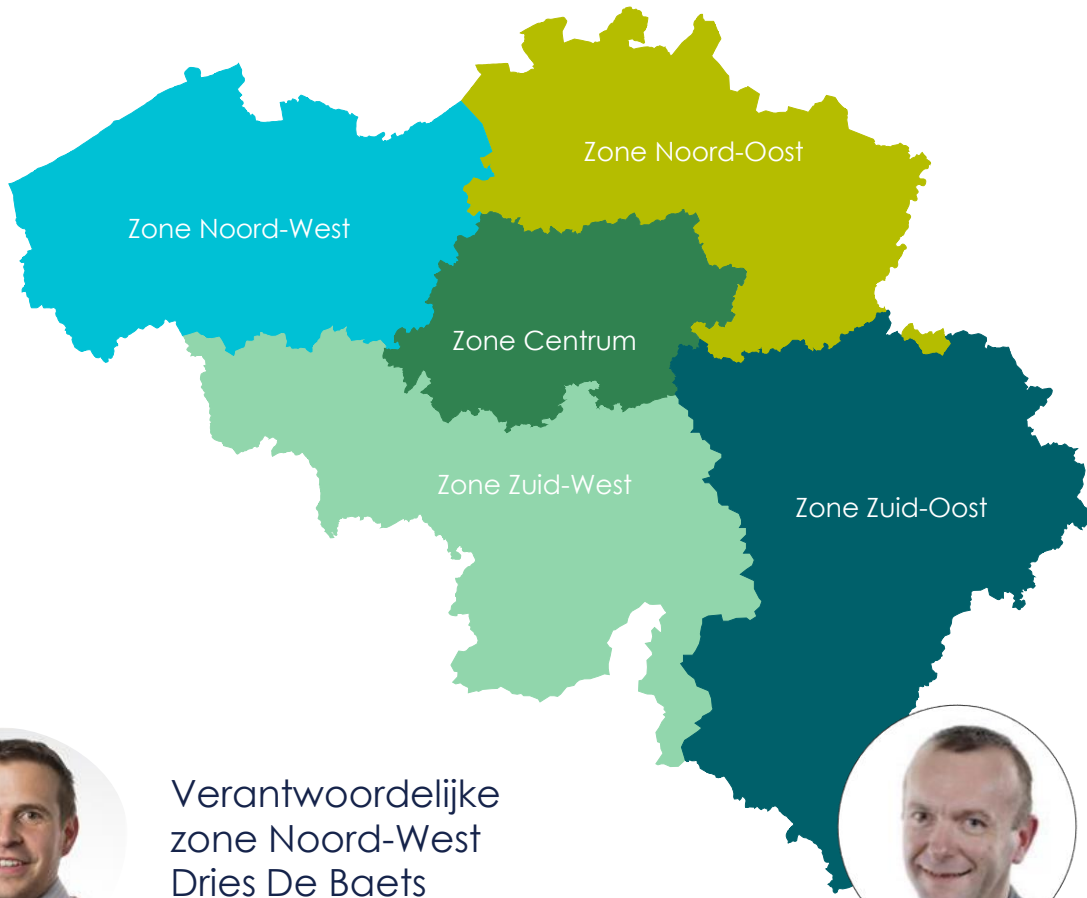 Zone Noord-Oost
Zone Noord-West
Zone Centrum
Zone Zuid-West
Zone Zuid-Oost
Verantwoordelijke
zone Noord-West
Dries De Baets